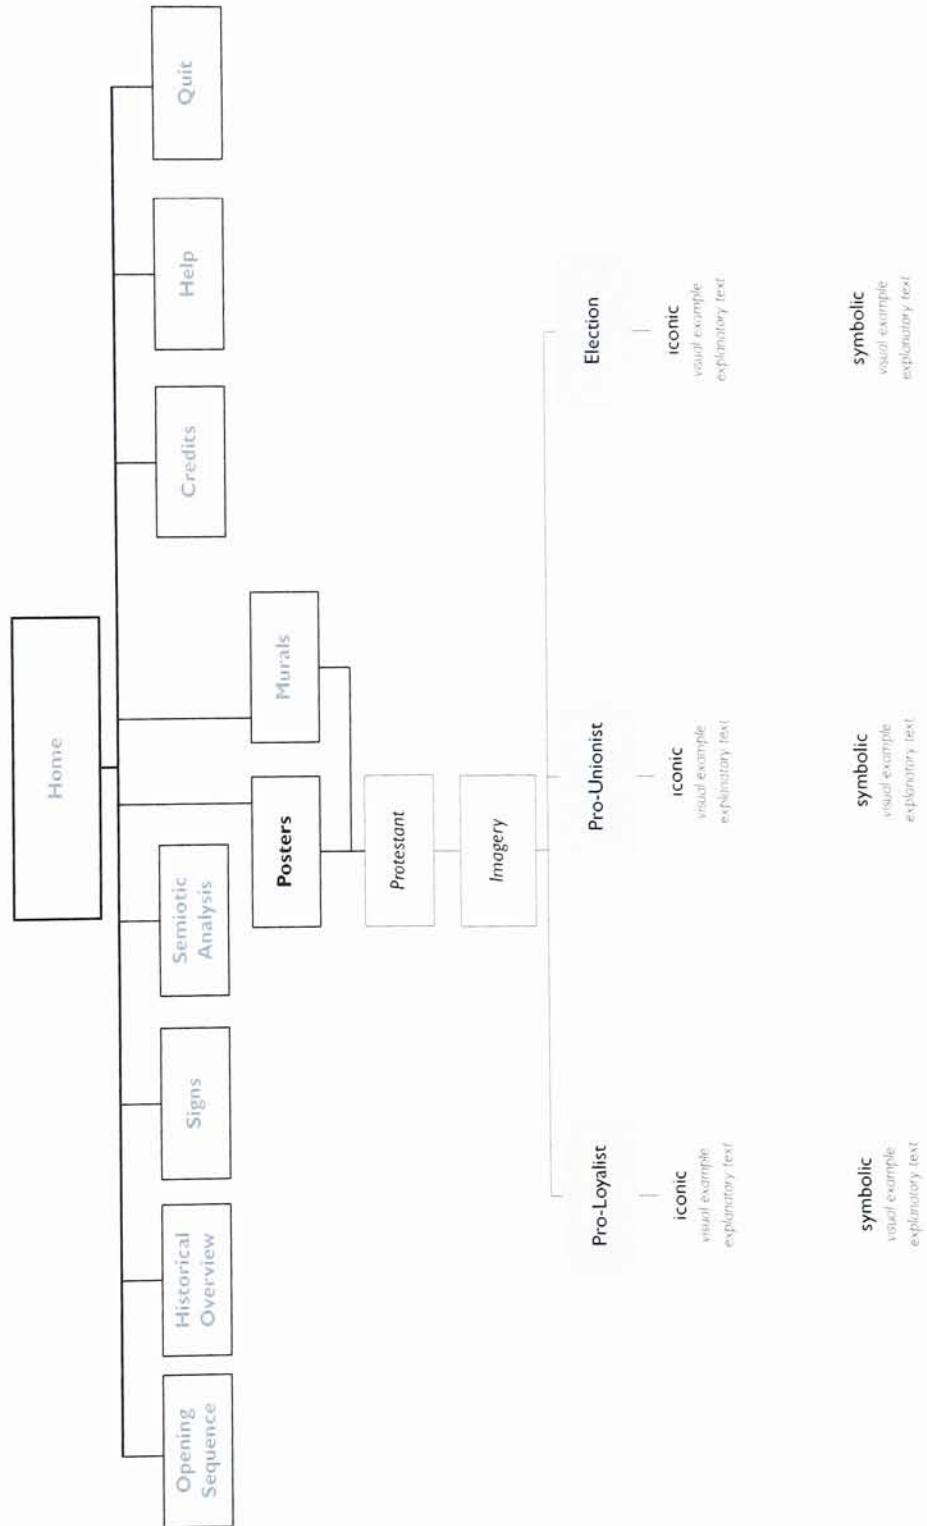 Home
Opening
Sequence
Historical
Overview
Signs
Semiotic
Analysis
Posters
Murals
Credits
Help
Quit
Protestant
Imagery
Pro-Loyalist
Pro-Unionist
Election
iconic
visual example
explanatory text
iconic
visual example
explanatory text
iconic
visual example
explanatory text
symbolic
visual example
explanatory text
symbolic
visual example
explanatory text
symbolic
visual example
explanatory text